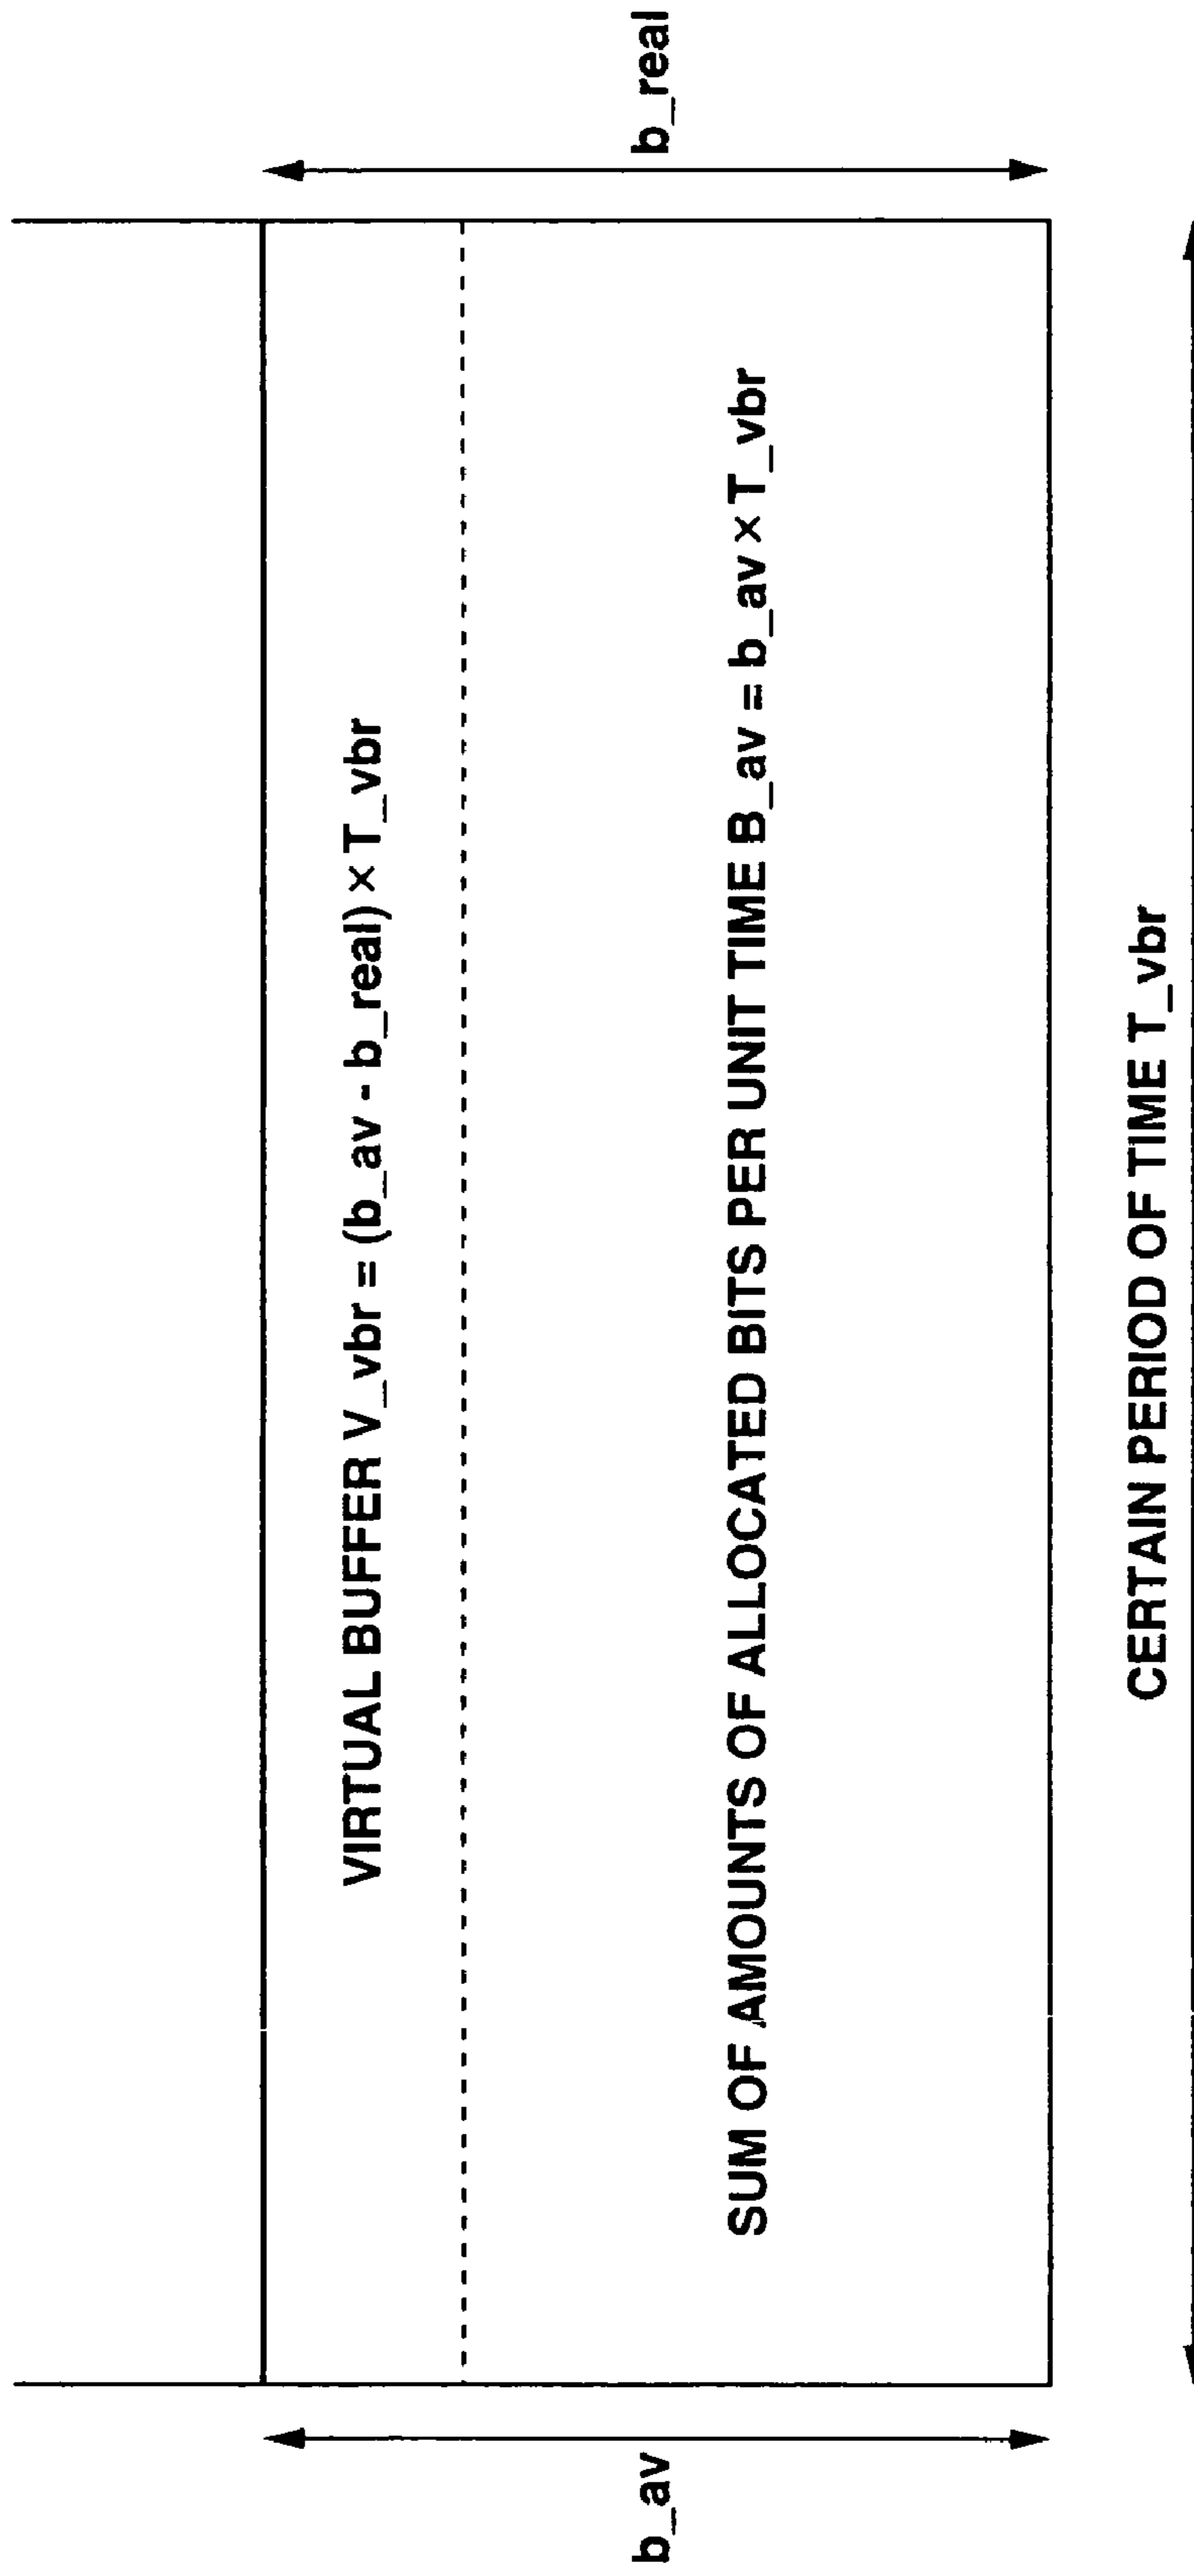 VIRTUAL BUFFER V_vbr = (b_av - b_real) × T_vbr
b_av
b_real
SUM OF AMOUNTS OF ALLOCATED BITS PER UNIT TIME B_av = b_av × T_vbr
CERTAIN PERIOD OF TIME T_vbr